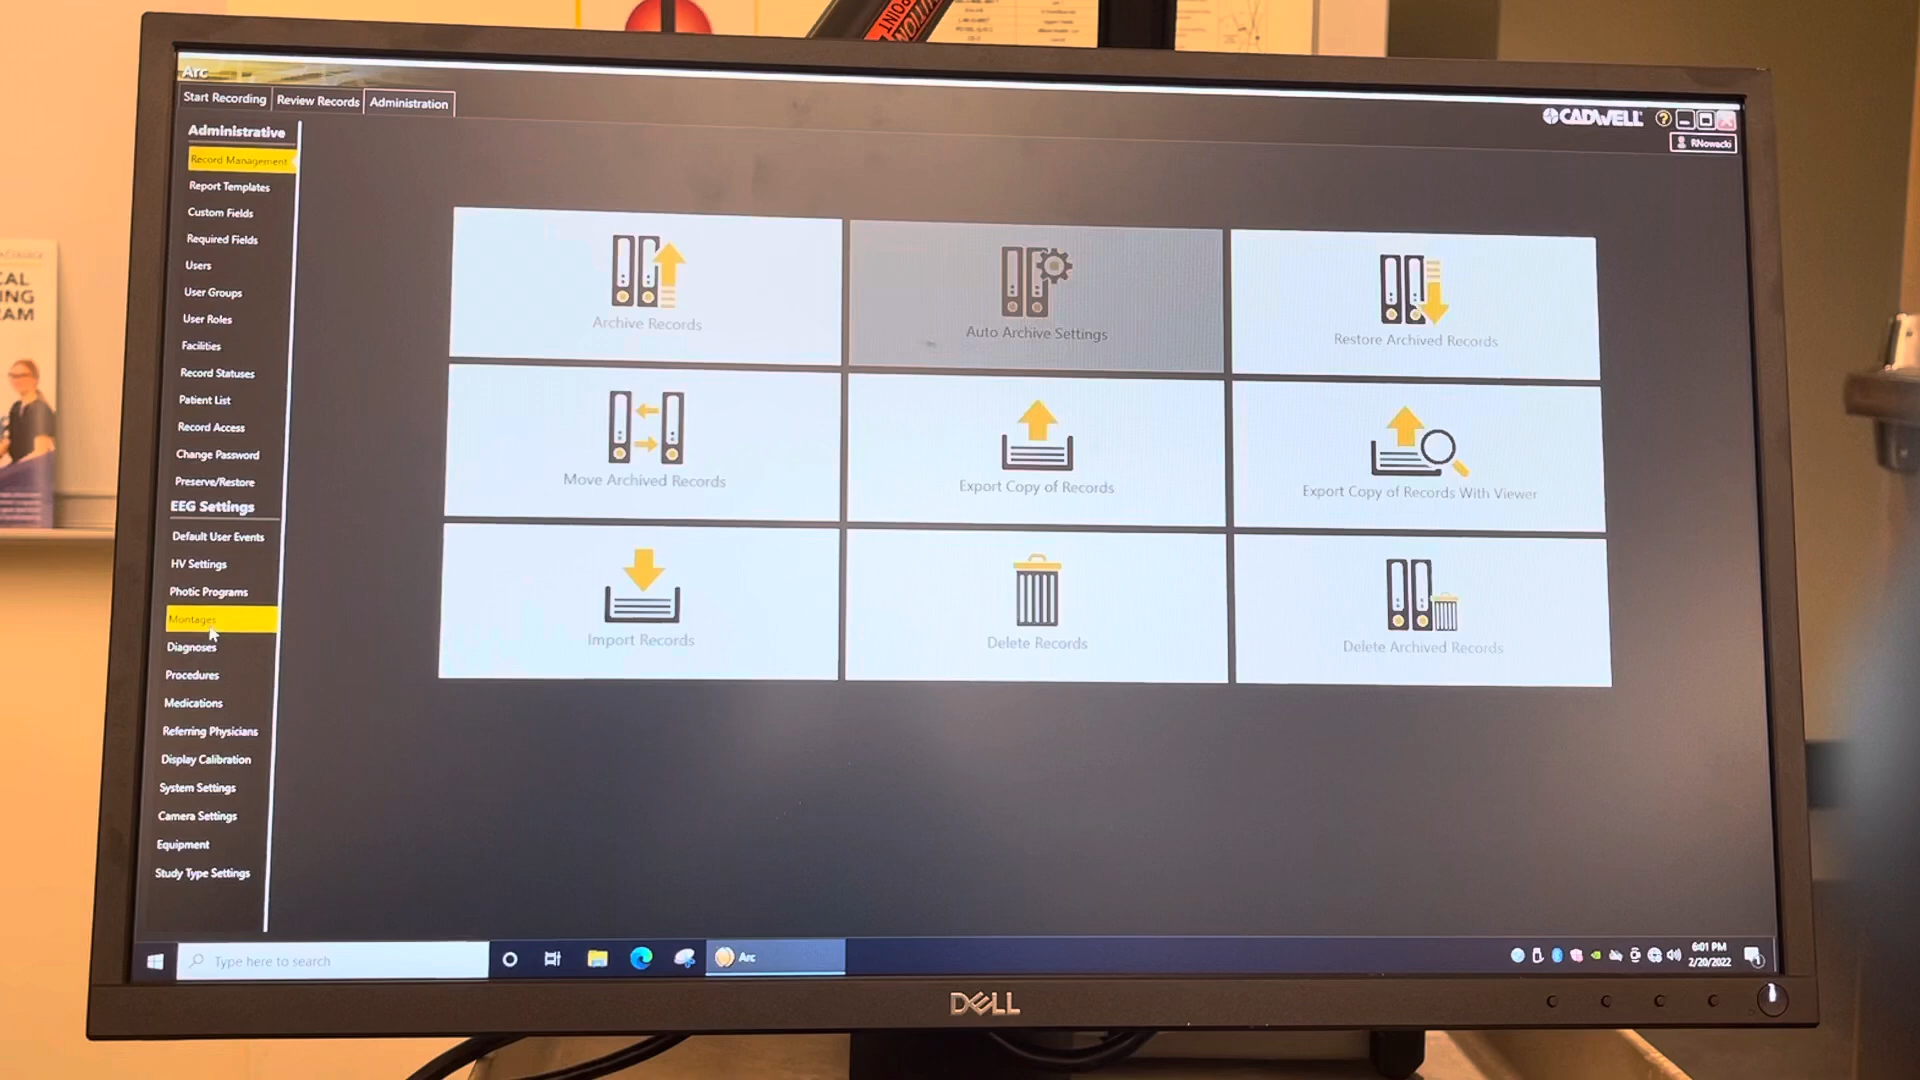 POINT
Arc
Start Recording
Review Records
Administration
CADWELL
?
RNowacki
Administrative
Record Management
Report Templates
Custom Fields
Required Fields
Users
User Groups
User Roles
Facilities
Record Statuses
Patient List
Record Access
Change Password
Preserve/Restore
EEG Settings
Default User Events
HV Settings
Photic Programs
Montages
Diagnoses
Procedures
Medications
Referring Physicians
Display Calibration
System Settings
Camera Settings
Equipment
Study Type Settings
Archive Records
Auto Archive Settings
Restore Archived Records
Move Archived Records
Export Copy of Records
Export Copy of Records With Viewer
Import Records
Delete Records
Delete Archived Records
Type here to search
Arc
6:01 PM
2/20/2022
1
DELL